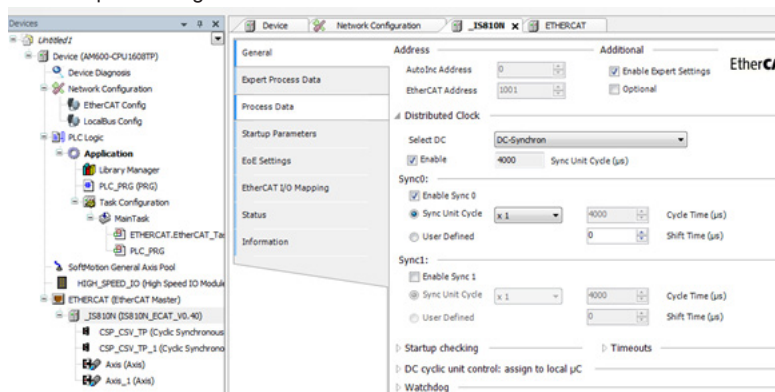 Devices
Untitled1
Device (AM600-CPU1608TP)
Device Diagnosis
Network Configuration
EtherCAT Config
LocalBus Config
PLC Logic
Application
Library Manager
PLC_PRG (PRG)
Task Configuration
MainTask
ETHERCAT.EtherCAT_Tas
PLC_PRG
SoftMotion General Axis Pool
HIGH_SPEED_IO (High Speed IO Module
ETHERCAT (EtherCAT Master)
_IS810N (IS810N_ECAT_V0.40)
CSP_CSV_TP (Cyclic Synchronous
CSP_CSV_TP_1 (Cyclic Synchrono
Axis (Axis)
Axis_1 (Axis)
Device Network Configuration _IS810N x ETHERCAT
General
Expert Process Data
Process Data
Startup Parameters
EoE Settings
EtherCAT I/O Mapping
Status
Information
Address Additional
AutoInc Address 0 Enable Expert Settings EtherCA
EtherCAT Address 1001 Optional
Distributed Clock
Select DC DC-Synchron
Enable 4000 Sync Unit Cycle (µs)
Sync0:
Enable Sync 0
Sync Unit Cycle x 1 4000 Cycle Time (µs)
User Defined 0 Shift Time (µs)
Sync1:
Enable Sync 1
Sync Unit Cycle x 1 4000 Cycle Time (µs)
User Defined 0 Shift Time (µs)
Startup checking Timeouts
DC cyclic unit control: assign to local µC
Watchdog